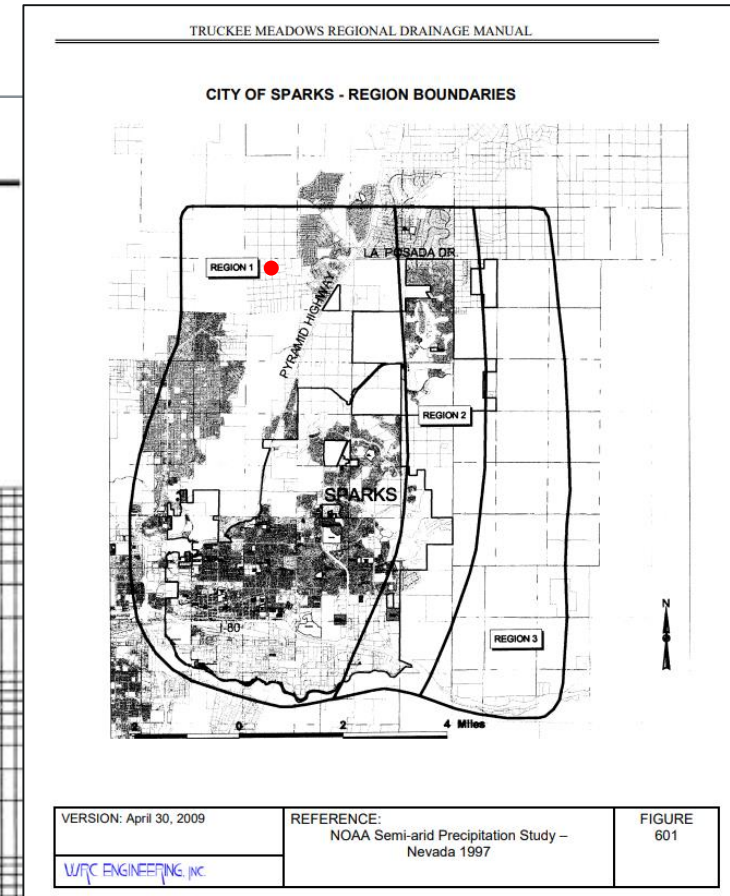 TRUCKEE MEADOWS REGIONAL DRAINAGE MANUAL
CITY OF SPARKS - REGION BOUNDARIES
LA POSADA DR.
REGION 1
PYRAMID HIGHWAY
REGION 2
SPARKS
I-80
N
REGION 3
2 0 2 4 Miles
VERSION: April 30, 2009
WRC ENGINEERING, INC.
REFERENCE:
NOAA Semi-arid Precipitation Study –
Nevada 1997
FIGURE
601